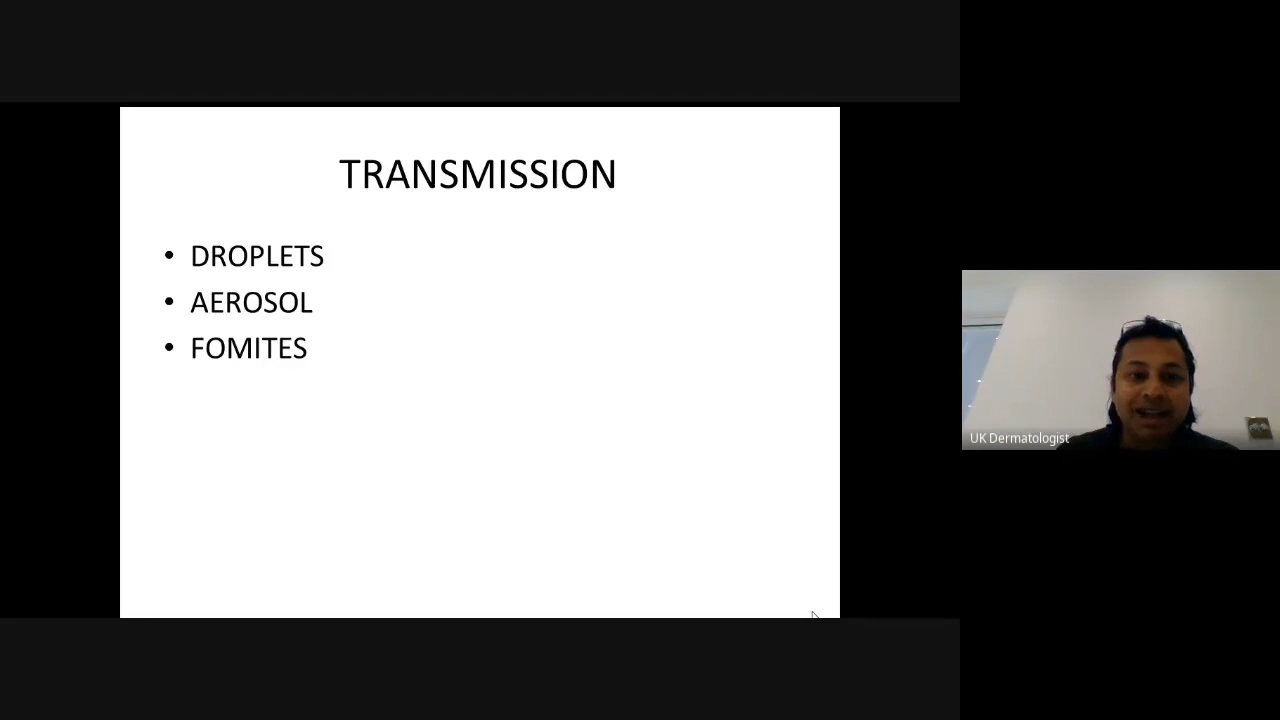 TRANSMISSION
• DROPLETS
• AEROSOL
• FOMITES
UK Dermatologist